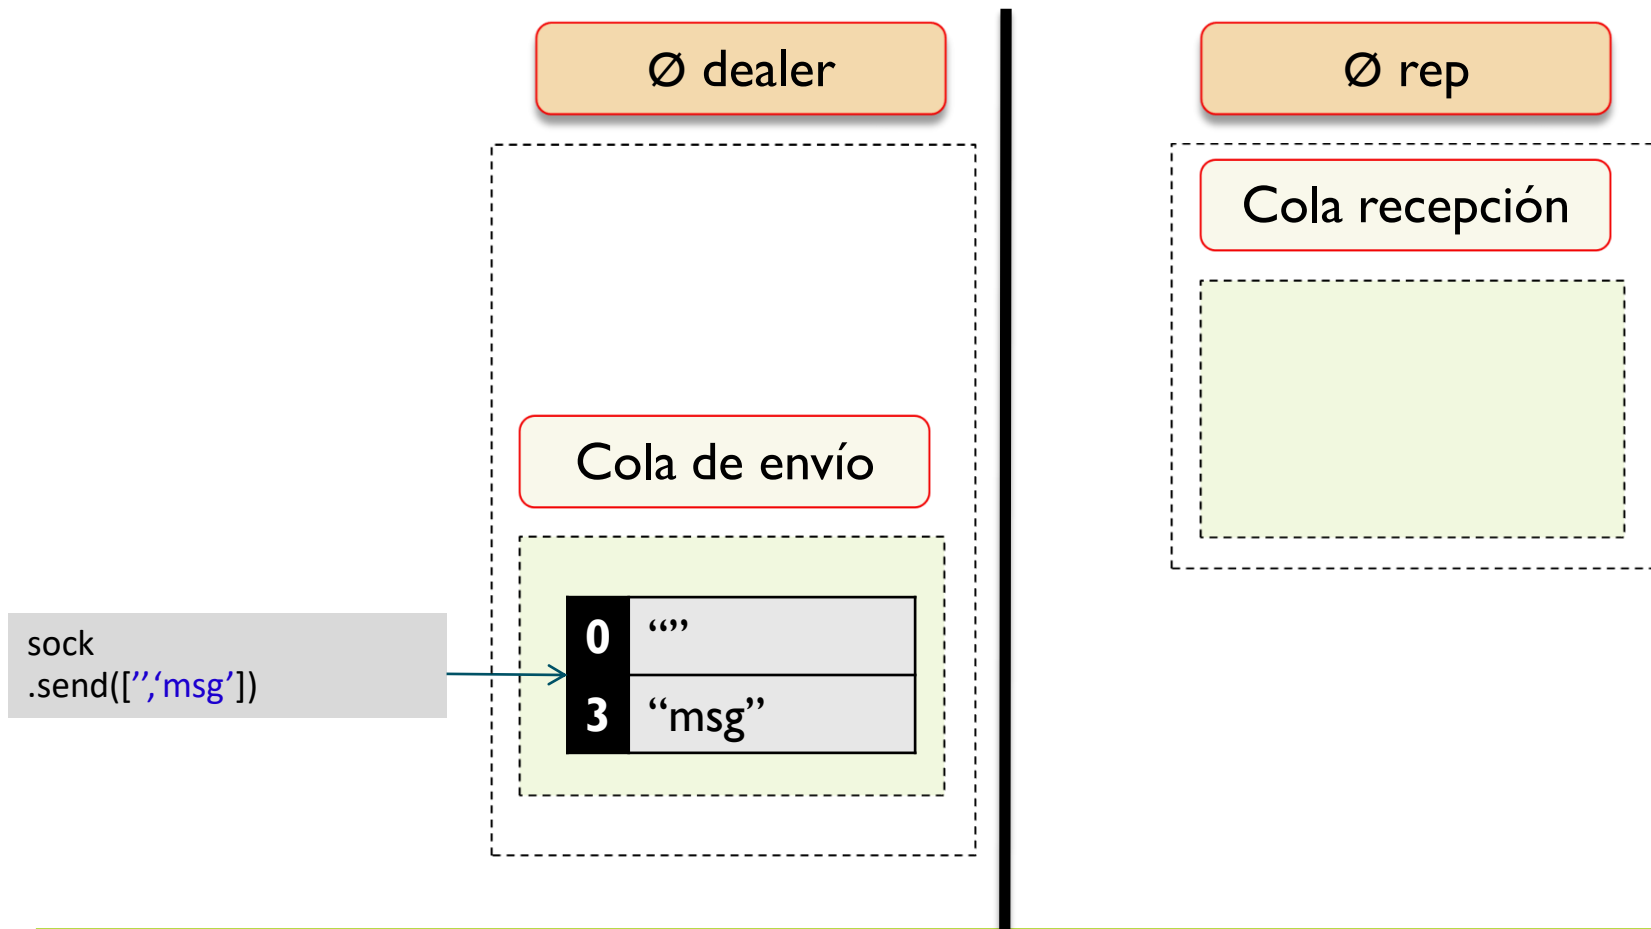 Ø dealer
Ø rep
Cola recepción
Cola de envío
sock
.send(['',‘msg’])
0 “”
3 “msg”